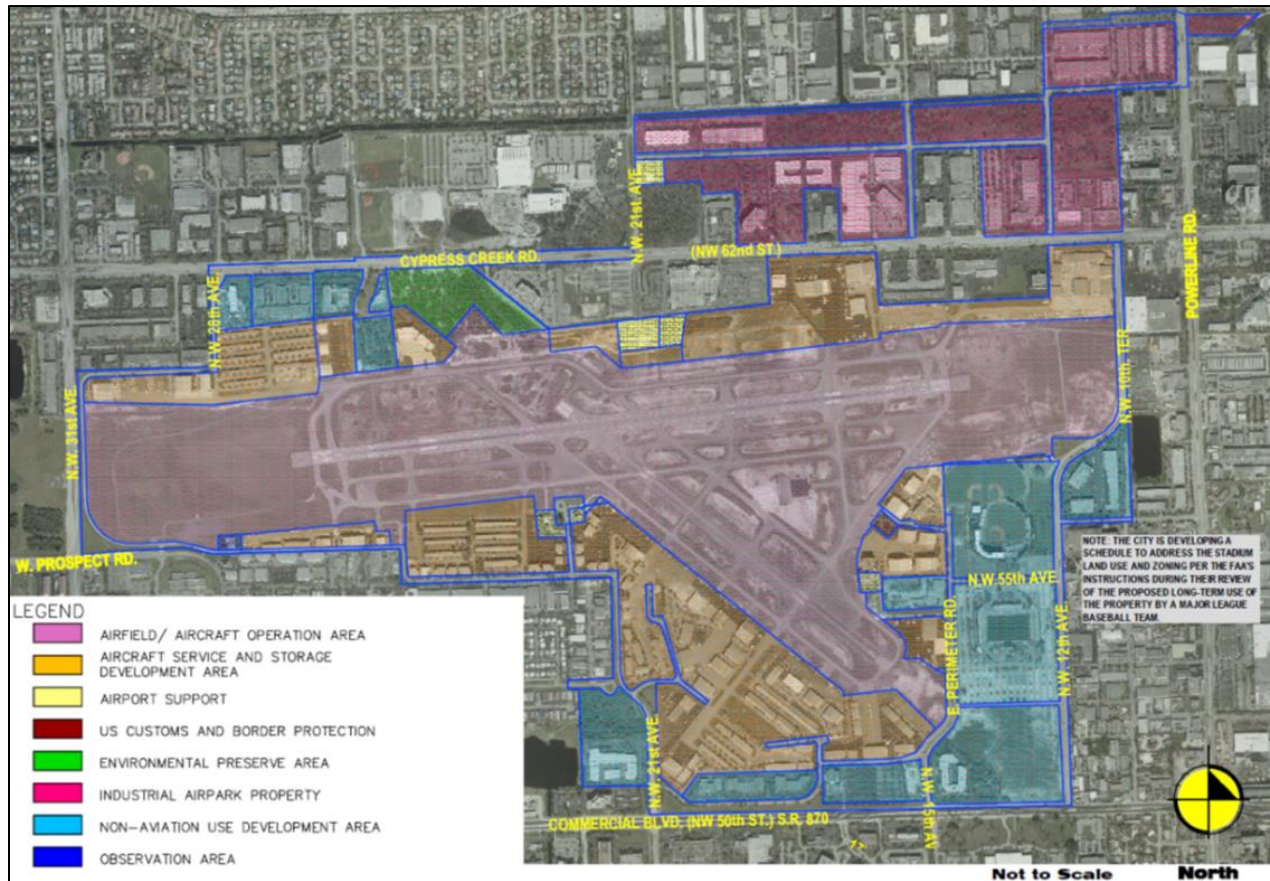 CYPRESS CREEK RD.
(NW 62nd ST.)
N.W. 21st AVE.
N.W. 28th AVE.
N.W. 31st AVE.
POWERLINE RD.
N.W. 10th. TER
W. PROSPECT RD.
N.W. 55th AVE.
E. PERIMETER RD.
N.W. 12th AVE.
N.W. 21st AVE.
N.W. 15th AV
COMMERCIAL BLVD. (NW 50th ST.) S.R. 870
NOTE: THE CITY IS DEVELOPING A
SCHEDULE TO ADDRESS THE STADIUM
LAND USE AND ZONING PER THE FAA'S
INSTRUCTIONS DURING THEIR REVIEW
OF THE PROPOSED LONG-TERM USE OF
THE PROPERTY BY A MAJOR LEAGUE
BASEBALL TEAM.
LEGEND
AIRFIELD/ AIRCRAFT OPERATION AREA
AIRCRAFT SERVICE AND STORAGE
DEVELOPMENT AREA
AIRPORT SUPPORT
US CUSTOMS AND BORDER PROTECTION
ENVIRONMENTAL PRESERVE AREA
INDUSTRIAL AIRPARK PROPERTY
NON-AVIATION USE DEVELOPMENT AREA
OBSERVATION AREA
Not to Scale
North